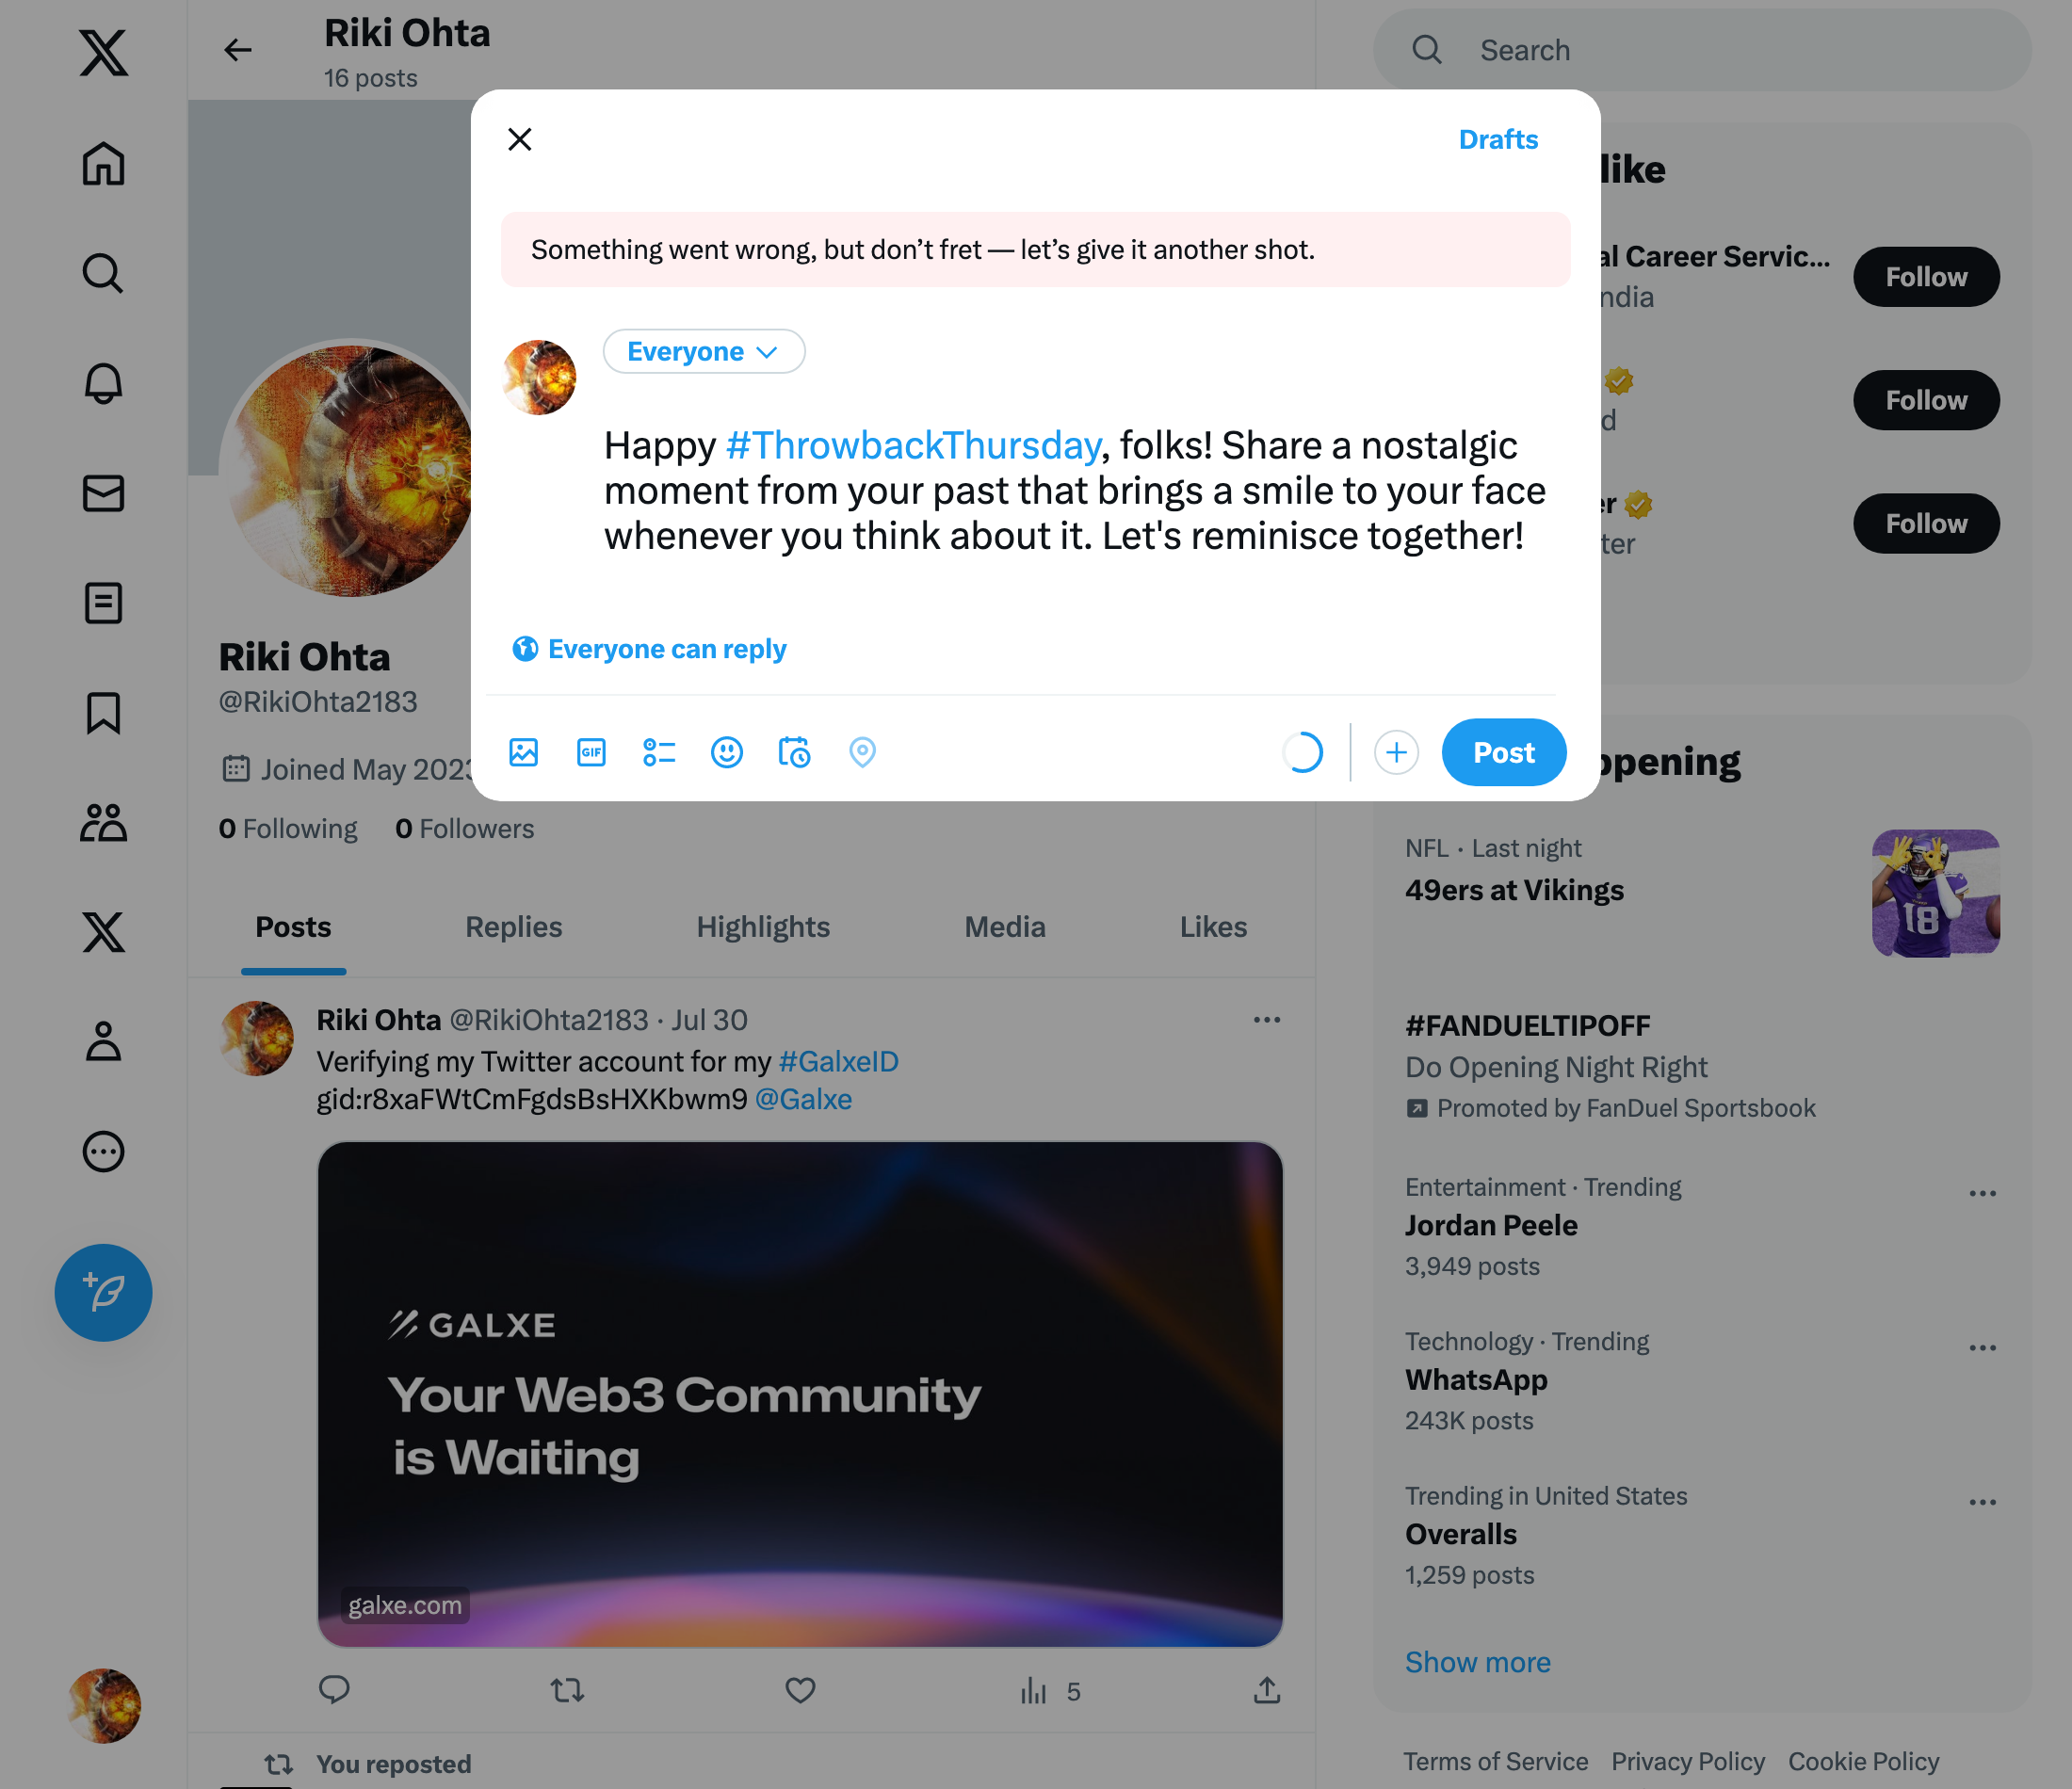 Riki Ohta
16 posts
Search
Drafts
Something went wrong, but don’t fret — let’s give it another shot.
Everyone
Happy #ThrowbackThursday, folks! Share a nostalgic
moment from your past that brings a smile to your face
whenever you think about it. Let's reminisce together!
Everyone can reply
GIF
Post
Riki Ohta
@RikiOhta2183
Joined May 2023
0 Following 0 Followers
Posts Replies Highlights Media Likes
Riki Ohta @RikiOhta2183 · Jul 30
Verifying my Twitter account for my #GalxeID
gid:r8xaFWtCmFgdsBsHXKbwm9 @Galxe
GALXE
Your Web3 Community
is Waiting
galxe.com
5
You reposted
like
al Career Servic...
ndia
Follow
d
Follow
er
ter
Follow
ppening
NFL · Last night
49ers at Vikings
18
#FANDUELTIPOFF
Do Opening Night Right
Promoted by FanDuel Sportsbook
Entertainment · Trending
Jordan Peele
3,949 posts
Technology · Trending
WhatsApp
243K posts
Trending in United States
Overalls
1,259 posts
Show more
Terms of Service Privacy Policy Cookie Policy